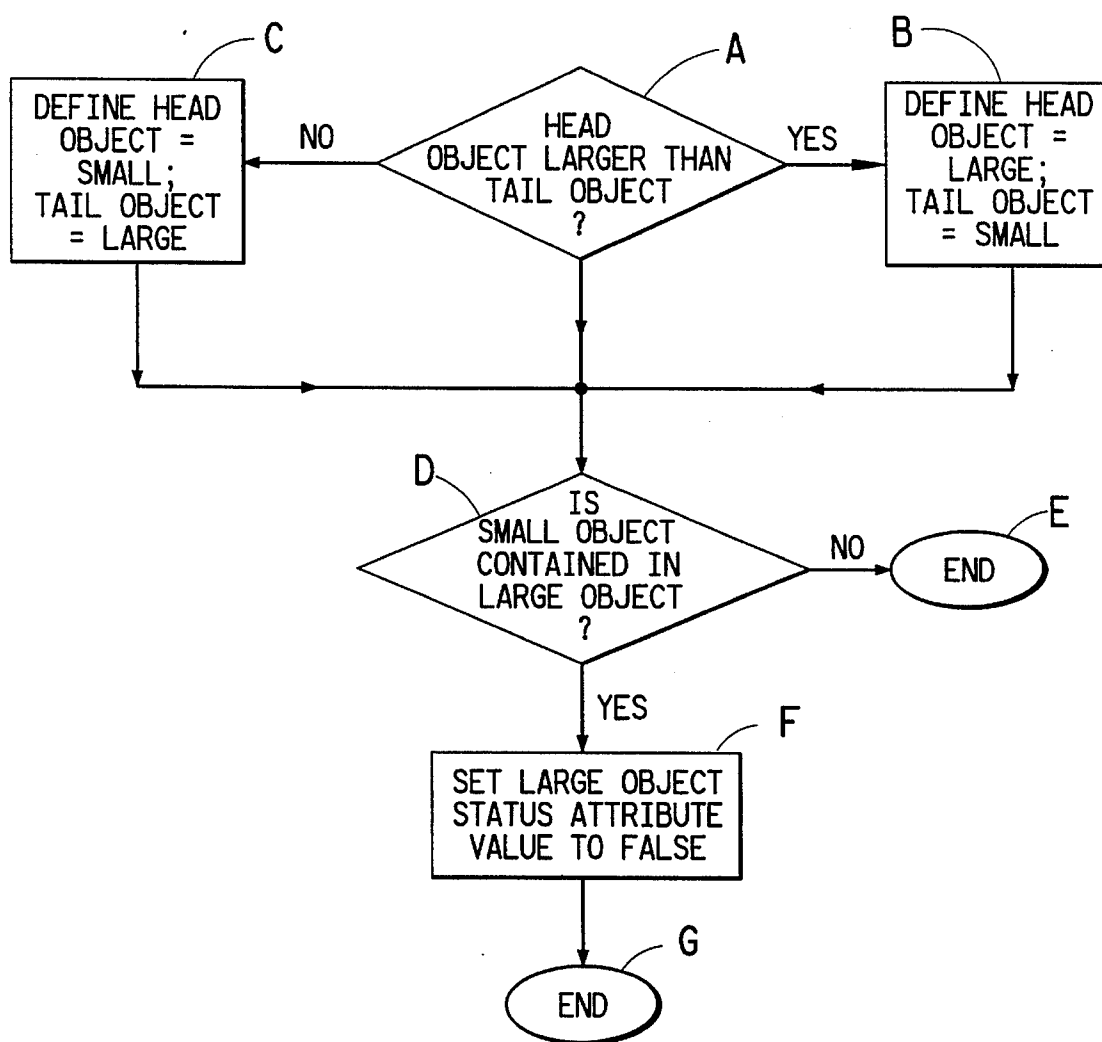 C
A
B
DEFINE HEAD
OBJECT =
SMALL;
TAIL OBJECT
= LARGE
NO
HEAD
OBJECT LARGER THAN
TAIL OBJECT
?
YES
DEFINE HEAD
OBJECT =
LARGE;
TAIL OBJECT
= SMALL
D
IS
SMALL OBJECT
CONTAINED IN
LARGE OBJECT
?
NO
E
END
YES
F
SET LARGE OBJECT
STATUS ATTRIBUTE
VALUE TO FALSE
G
END